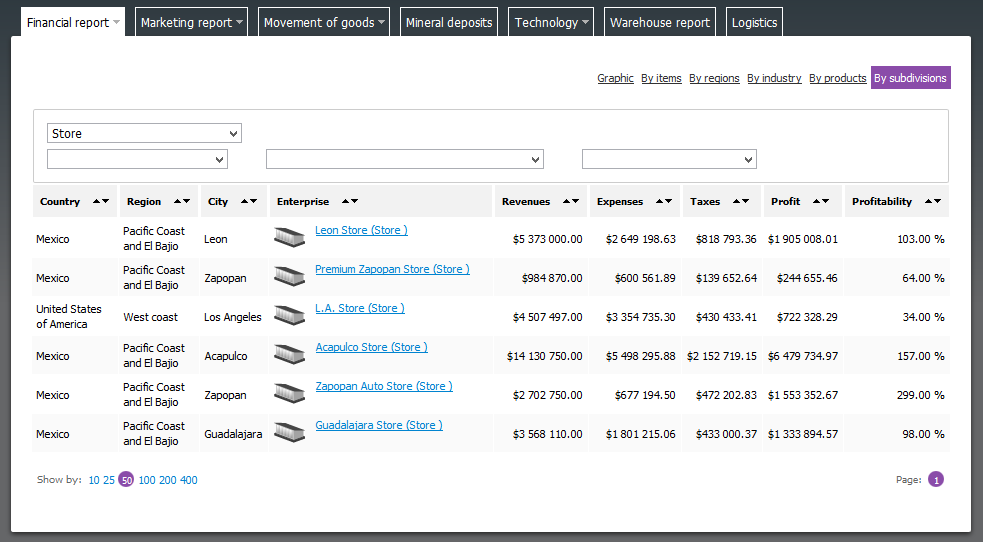 Financial report Marketing report Movement of goods Mineral deposits Technology Warehouse report Logistics
Graphic By items By regions By industry By products By subdivisions
Store
Country Region City Enterprise Revenues Expenses Taxes Profit Profitability
Mexico Pacific Coast and El Bajio Leon Leon Store (Store ) $5 373 000.00 $2 649 198.63 $818 793.36 $1 905 008.01 103.00 %
Mexico Pacific Coast and El Bajio Zapopan Premium Zapopan Store (Store ) $984 870.00 $600 561.89 $139 652.64 $244 655.46 64.00 %
United States of America West coast Los Angeles L.A. Store (Store ) $4 507 497.00 $3 354 735.30 $430 433.41 $722 328.29 34.00 %
Mexico Pacific Coast and El Bajio Acapulco Acapulco Store (Store ) $14 130 750.00 $5 498 295.88 $2 152 719.15 $6 479 734.97 157.00 %
Mexico Pacific Coast and El Bajio Zapopan Zapopan Auto Store (Store ) $2 702 750.00 $677 194.50 $472 202.83 $1 553 352.67 299.00 %
Mexico Pacific Coast and El Bajio Guadalajara Guadalajara Store (Store ) $3 568 110.00 $1 801 215.06 $433 000.37 $1 333 894.57 98.00 %
Show by: 10 25 50 100 200 400 Page: 1